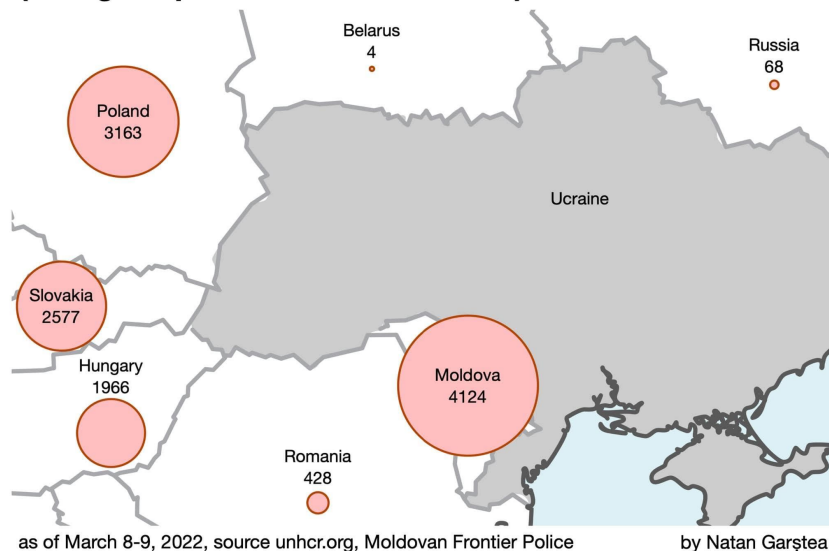 Belarus
4
Russia
68
Poland
3163
Ucraine
Slovakia
2577
Hungary
1966
Moldova
4124
Romania
428
as of March 8-9, 2022, source unhcr.org, Moldovan Frontier Police
by Natan Garștea